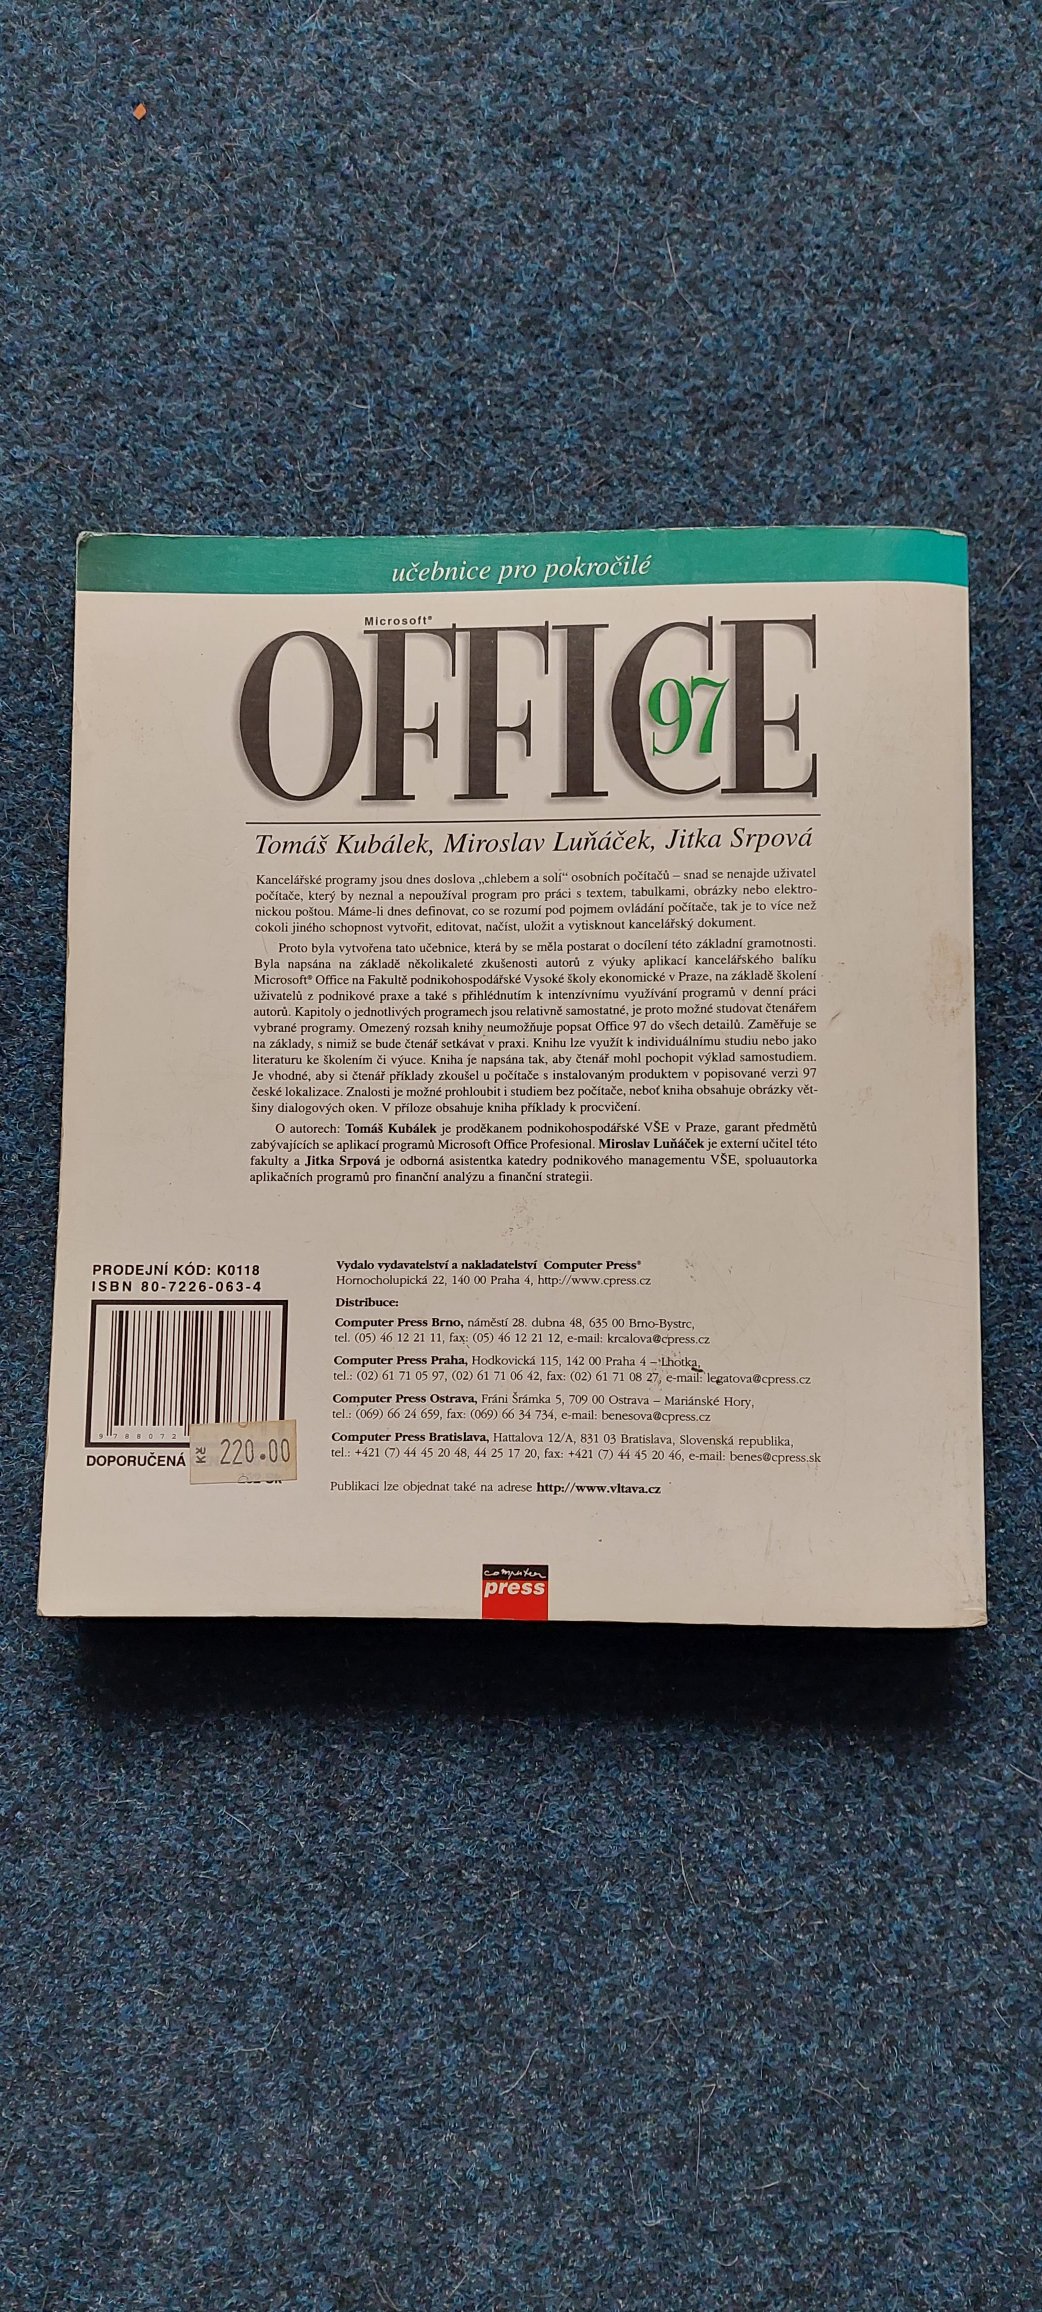 učebnice pro pokročilé
Microsoft®
OFFICE
97
Tomáš Kubálek, Miroslav Luňáček, Jitka Srpová
Kancelářské programy jsou dnes doslova „chlebem a solí“ osobních počítačů – snad se nenajde uživatel
počítače, který by neznal a nepoužíval program pro práci s textem, tabulkami, obrázky nebo elektro-
nickou poštou. Máme-li dnes definovat, co se rozumí pod pojmem ovládání počítače, tak je to více než
cokoli jiného schopnost vytvořit, editovat, načíst, uložit a vytisknout kancelářský dokument.
Proto byla vytvořena tato učebnice, která by se měla postarat o docílení této základní gramotnosti.
Byla napsána na základě několikaleté zkušenosti autorů z výuky aplikací kancelářského balíku
Microsoft® Office na Fakultě podnikohospodářské Vysoké školy ekonomické v Praze, na základě školení
uživatelů z podnikové praxe a také s přihlédnutím k intenzívnímu využívání programů v denní práci
autorů. Kapitoly o jednotlivých programech jsou relativně samostatné, je proto možné studovat čtenářem
vybrané programy. Omezený rozsah knihy neumožňuje popsat Office 97 do všech detailů. Zaměřuje se
na základy, s nimiž se bude čtenář setkávat v praxi. Knihu lze využít k individuálnímu studiu nebo jako
literaturu ke školením či výuce. Kniha je napsána tak, aby čtenář mohl pochopit výklad samostudiem.
Je vhodné, aby si čtenář příklady zkoušel u počítače s instalovaným produktem v popisované verzi 97
české lokalizace. Znalosti je možné prohloubit i studiem bez počítače, neboť kniha obsahuje obrázky vět-
šiny dialogových oken. V příloze obsahuje kniha příklady k procvičení.
O autorech: Tomáš Kubálek je proděkanem podnikohospodářské VŠE v Praze, garant předmětů
zabývajících se aplikací programů Microsoft Office Profesional. Miroslav Luňáček je externí učitel této
fakulty a Jitka Srpová je odborná asistentka katedry podnikového managementu VŠE, spoluautorka
aplikačních programů pro finanční analýzu a finanční strategii.
PRODEJNÍ KÓD: K0118
ISBN 80-7226-063-4
9 788072
DOPORUČENÁ
Kč 220.00
Vydalo vydavatelství a nakladatelství Computer Press®
Hornocholupická 22, 140 00 Praha 4, http://www.cpress.cz
Distribuce:
Computer Press Brno, náměstí 28. dubna 48, 635 00 Brno-Bystrc,
tel. (05) 46 12 21 11, fax: (05) 46 12 21 12, e-mail: krcalova@cpress.cz
Computer Press Praha, Hodkovická 115, 142 00 Praha 4 – Lhotka,
tel.: (02) 61 71 05 97, (02) 61 71 06 42, fax: (02) 61 71 08 27, e-mail: legatova@cpress.cz
Computer Press Ostrava, Fráni Šrámka 5, 709 00 Ostrava – Mariánské Hory,
tel.: (069) 66 24 659, fax: (069) 66 34 734, e-mail: benesova@cpress.cz
Computer Press Bratislava, Hattalova 12/A, 831 03 Bratislava, Slovenská republika,
tel.: +421 (7) 44 45 20 48, 44 25 17 20, fax: +421 (7) 44 45 20 46, e-mail: benes@cpress.sk
Publikaci lze objednat také na adrese http://www.vltava.cz
computer
press